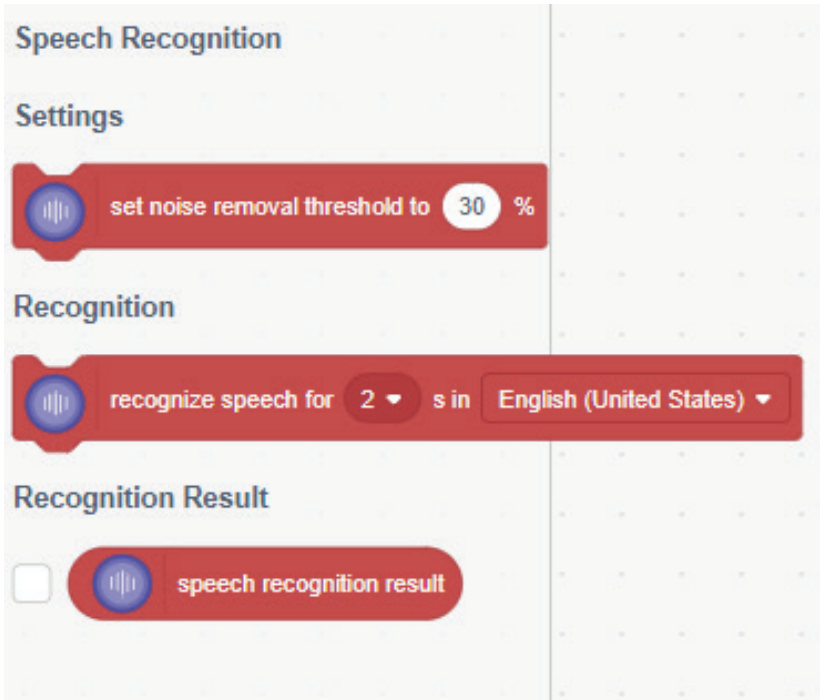 Speech Recognition
Settings
set noise removal threshold to 30 %
Recognition
recognize speech for 2 s in English (United States)
Recognition Result
speech recognition result